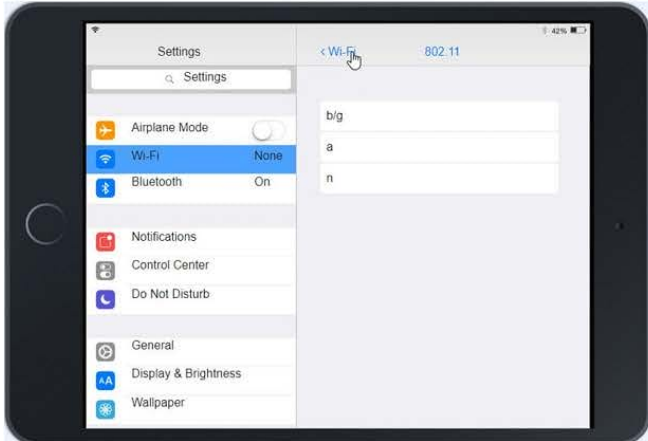 42%
Settings
< Wi-Fi
802.11
Settings
Airplane Mode
Wi-Fi None
Bluetooth On
Notifications
Control Center
Do Not Disturb
General
AA Display & Brightness
Wallpaper
b/g
a
n